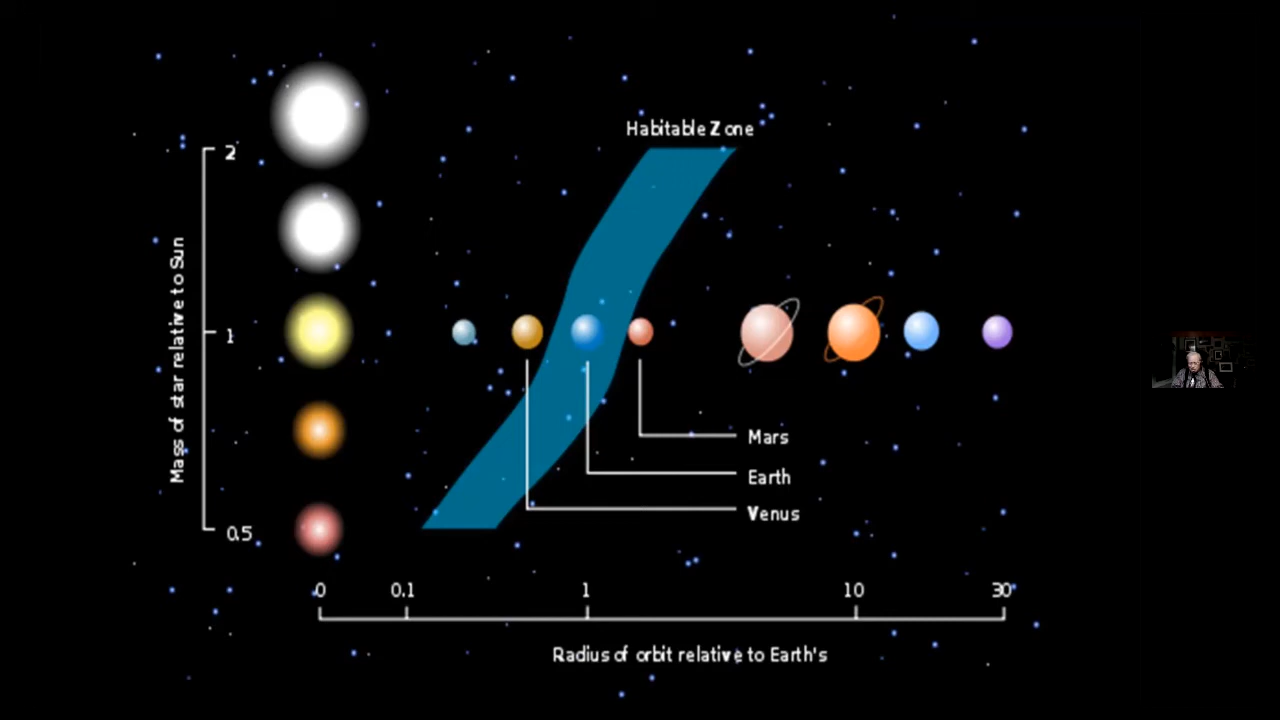 Habitable Zone
2
1
0.5
Mass of star relative to Sun
Mars
Earth
Venus
0 0.1 1 10 30
Radius of orbit relative to Earth's